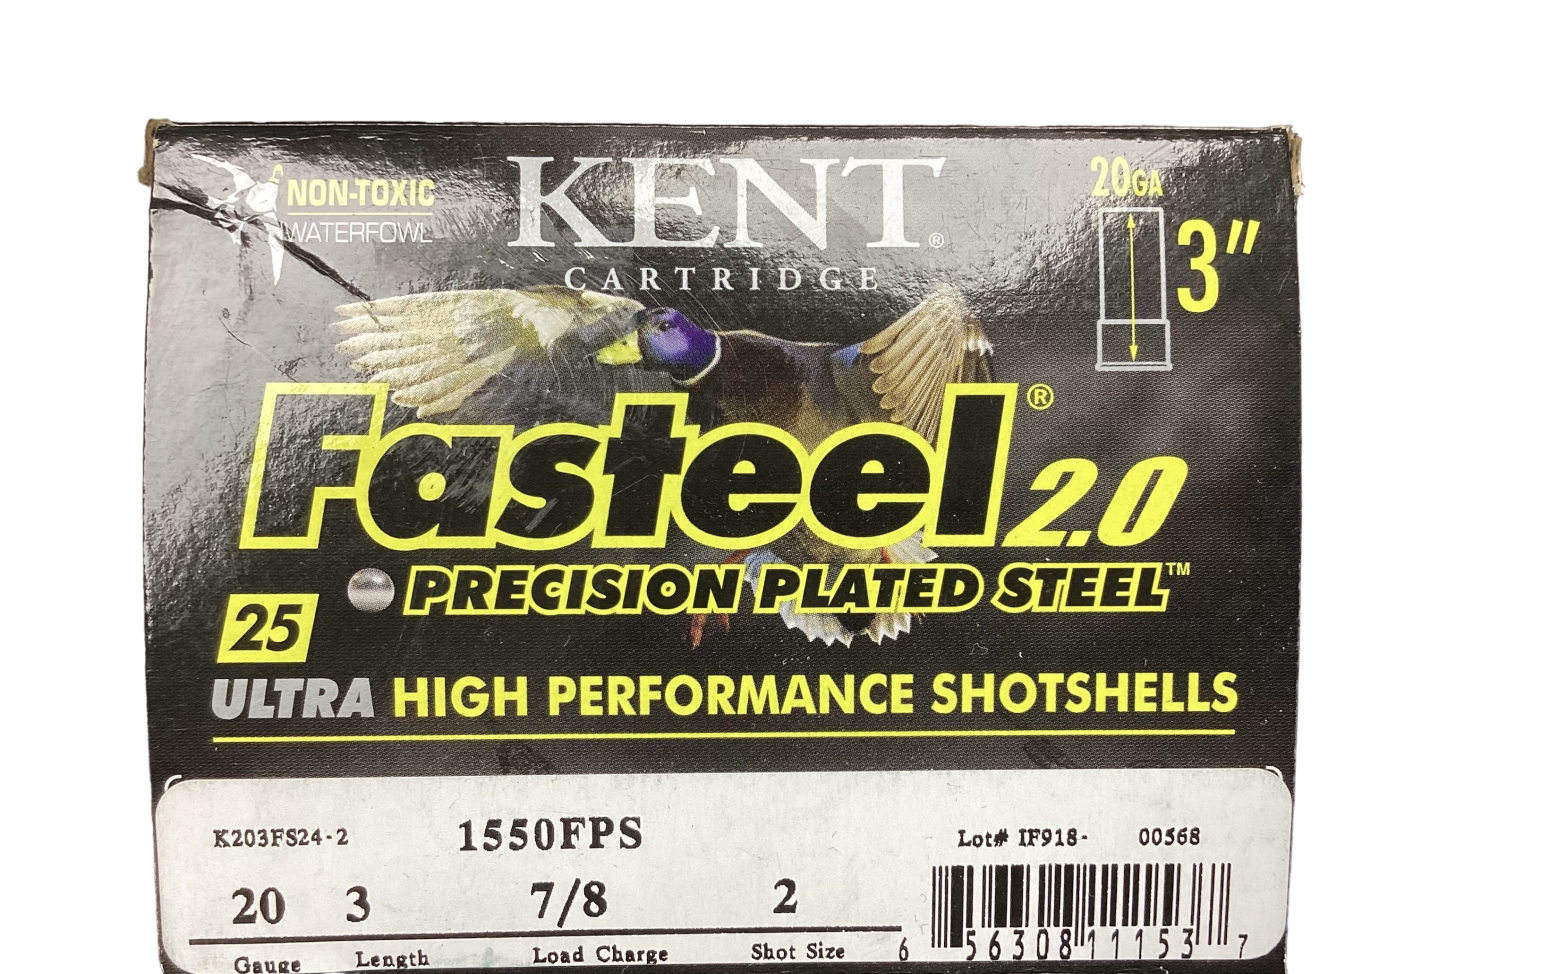 NON-TOXIC
WATERFOWL
KENT®
CARTRIDGE
20GA
3"
Fasteel® 2.0
PRECISION PLATED STEEL™
25
ULTRA HIGH PERFORMANCE SHOTSHELLS
K203FS24-2 1550FPS Lot# IF918- 00568
20 3 7/8 2
Gauge Length Load Charge Shot Size
6 56308 11153 7